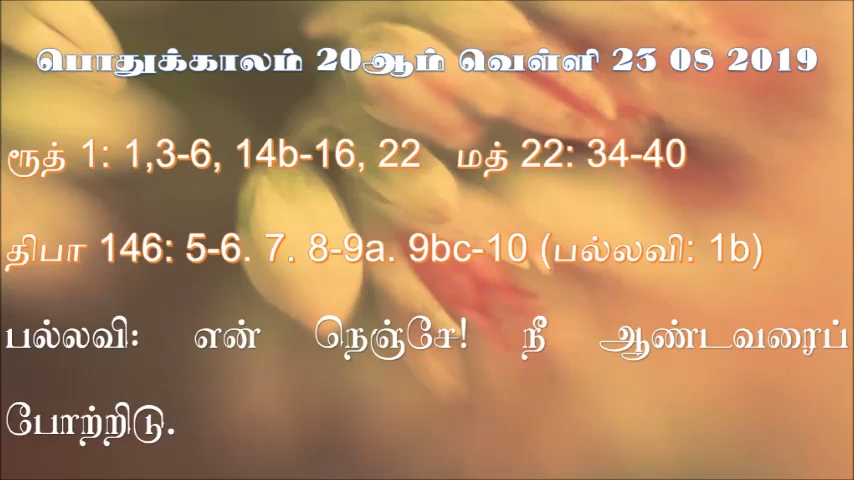 பொதுக்காலம் 20ஆம் வெள்ளி 23 08 2019
ரூத் 1: 1,3-6, 14b-16, 22 மத் 22: 34-40
திபா 146: 5-6. 7. 8-9a. 9bc-10 (பல்லவி: 1b)
பல்லவி: என் நெஞ்சே! நீ ஆண்டவரைப்
போற்றிடு.